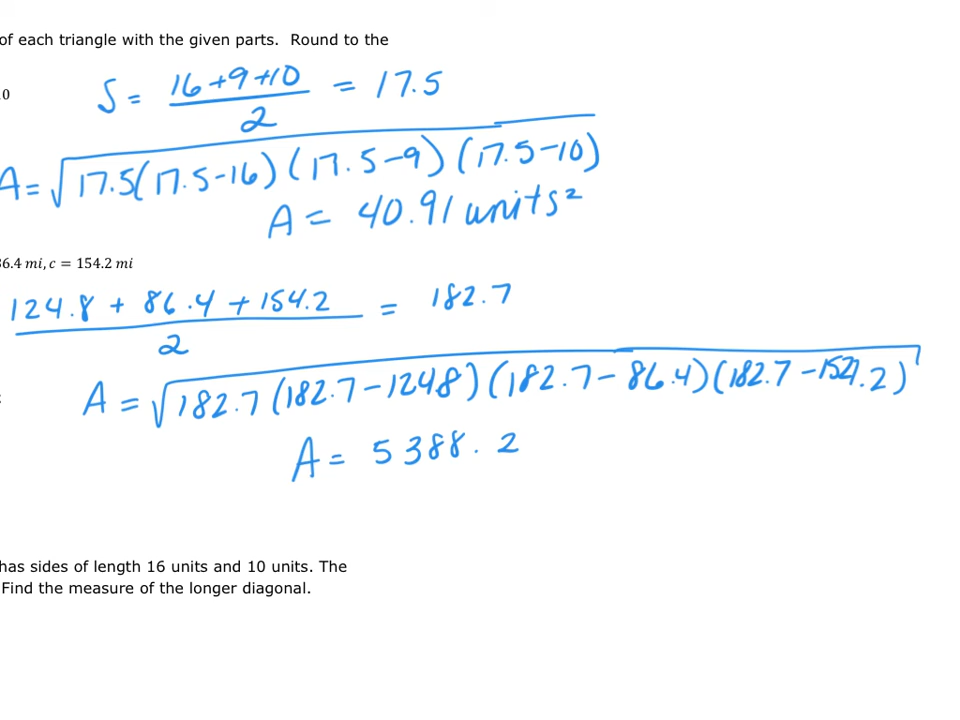 of each triangle with the given parts. Round to the
.0
S = 16+9+10 / 2 = 17.5
A = √17.5(17.5-16)(17.5-9)(17.5-10)
A = 40.91 units²
36.4 mi, c = 154.2 mi
124.8 + 86.4 + 154.2 / 2 = 182.7
A = √182.7(182.7-124.8)(182.7-86.4)(182.7-154.2)
A = 5388.2
has sides of length 16 units and 10 units. The
Find the measure of the longer diagonal.